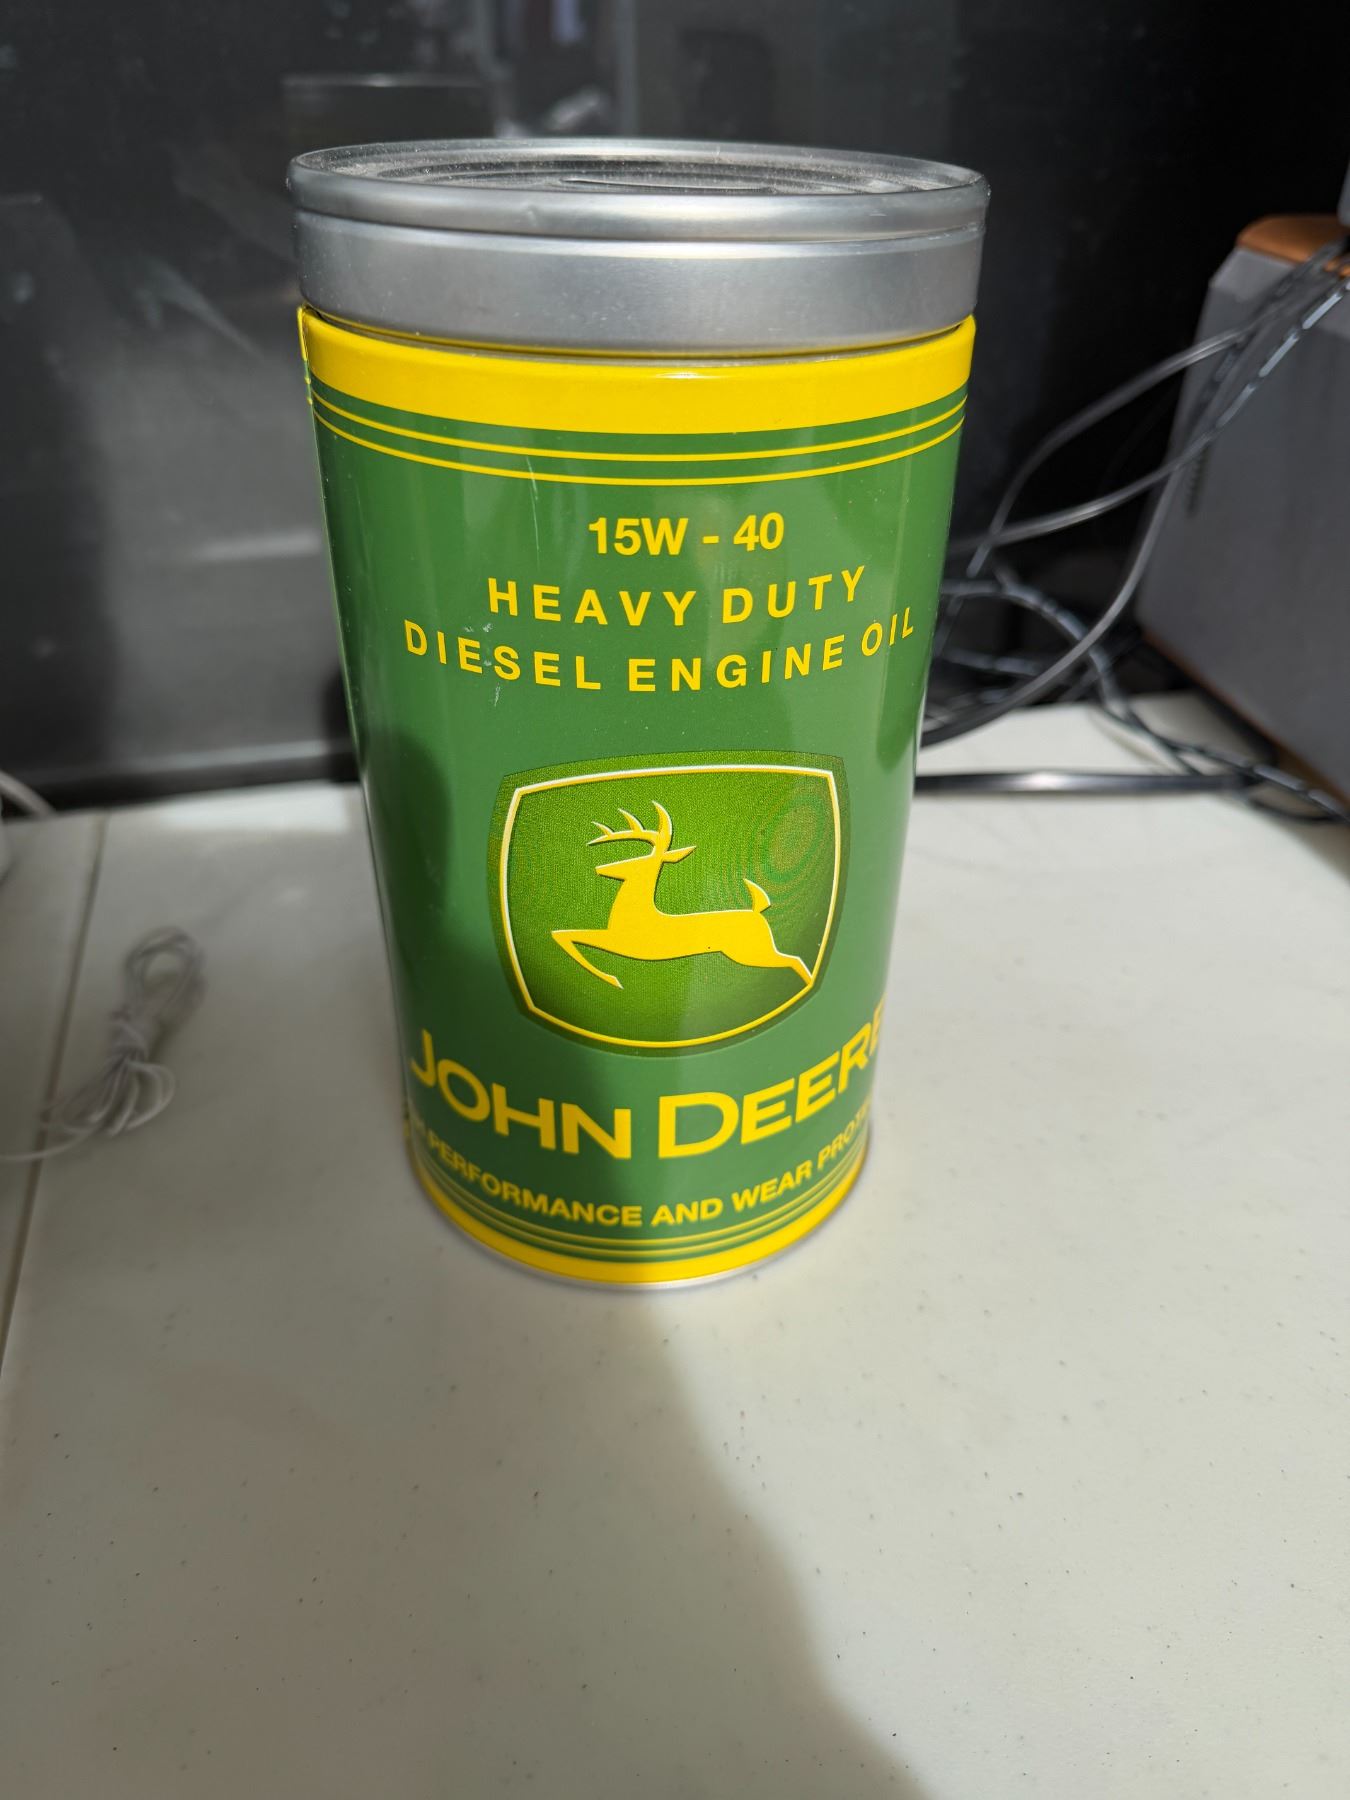 15W - 40
HEAVY DUTY
DIESEL ENGINE OIL
JOHN DEERE
PERFORMANCE AND WEAR